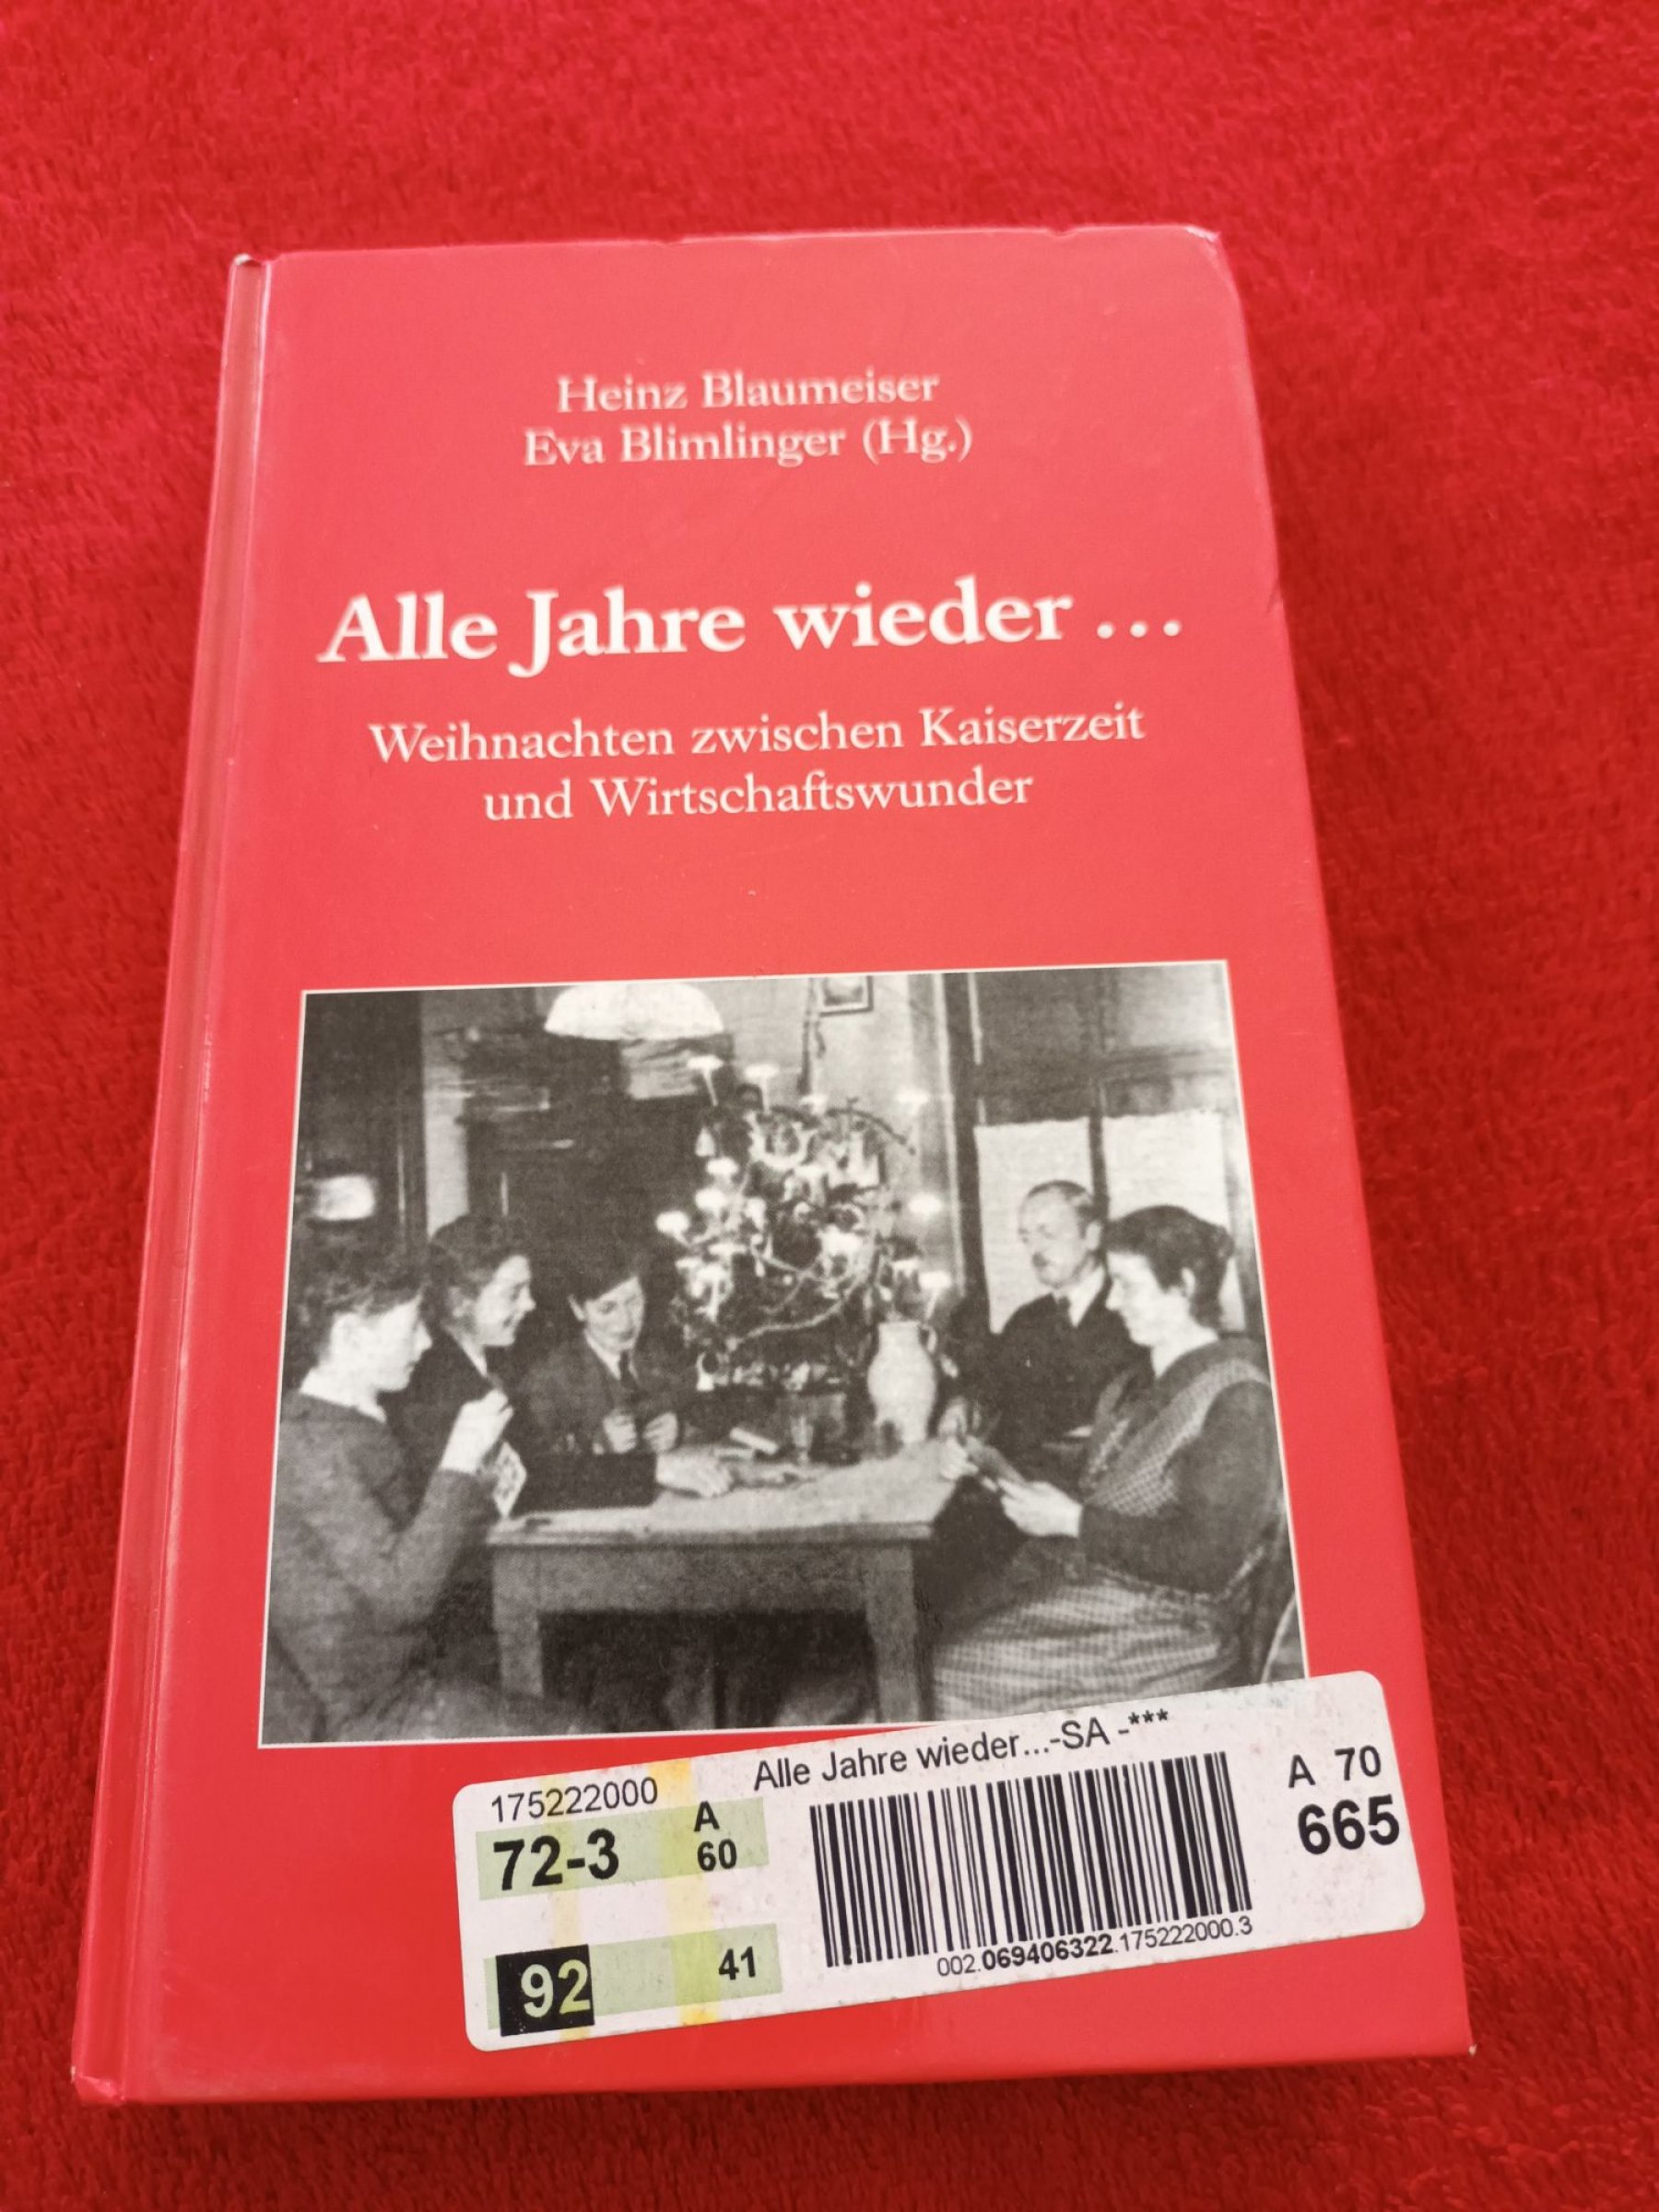 Heinz Blaumeiser
Eva Blimlinger (Hg.)
Alle Jahre wieder ...
Weihnachten zwischen Kaiserzeit
und Wirtschaftswunder
175222000
Alle Jahre wieder...-SA -***
72-3
A
60
92
41
002.069406322.175222000.3
A 70
665